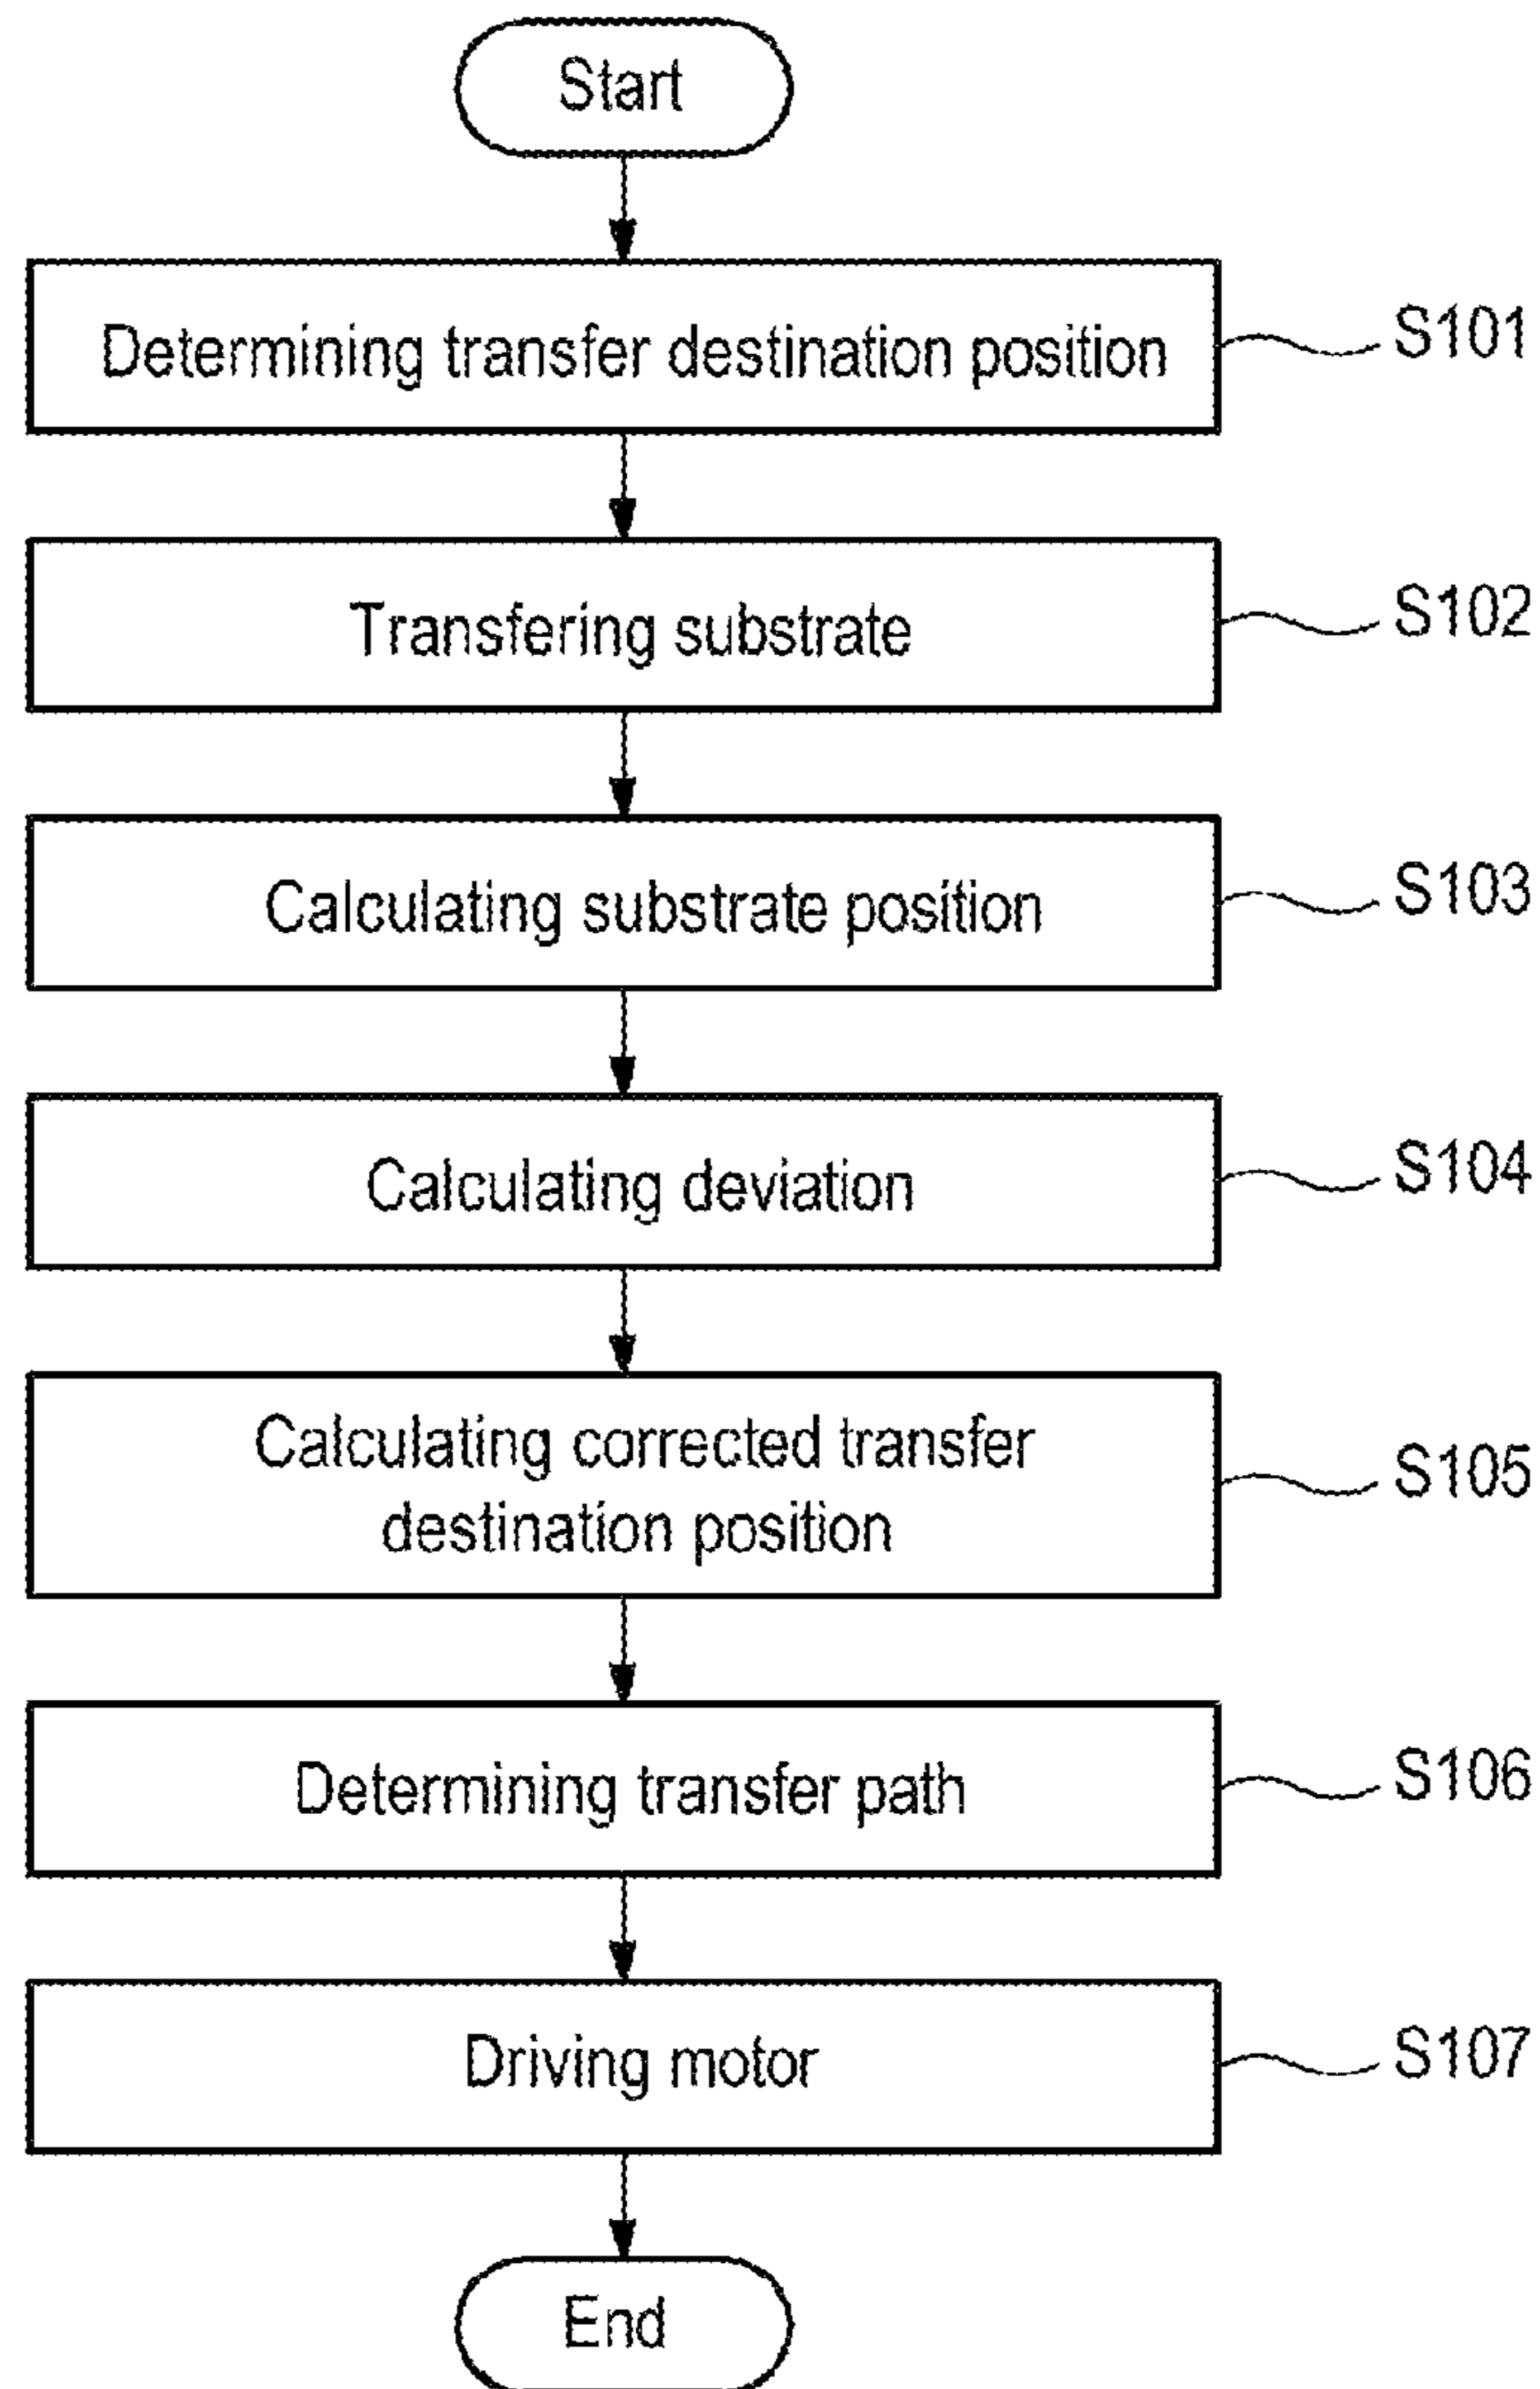 Start
Determining transfer destination position
S101
Transfering substrate
S102
Calculating substrate position
S103
Calculating deviation
S104
Calculating corrected transfer
destination position
S105
Determining transfer path
S106
Driving motor
S107
End